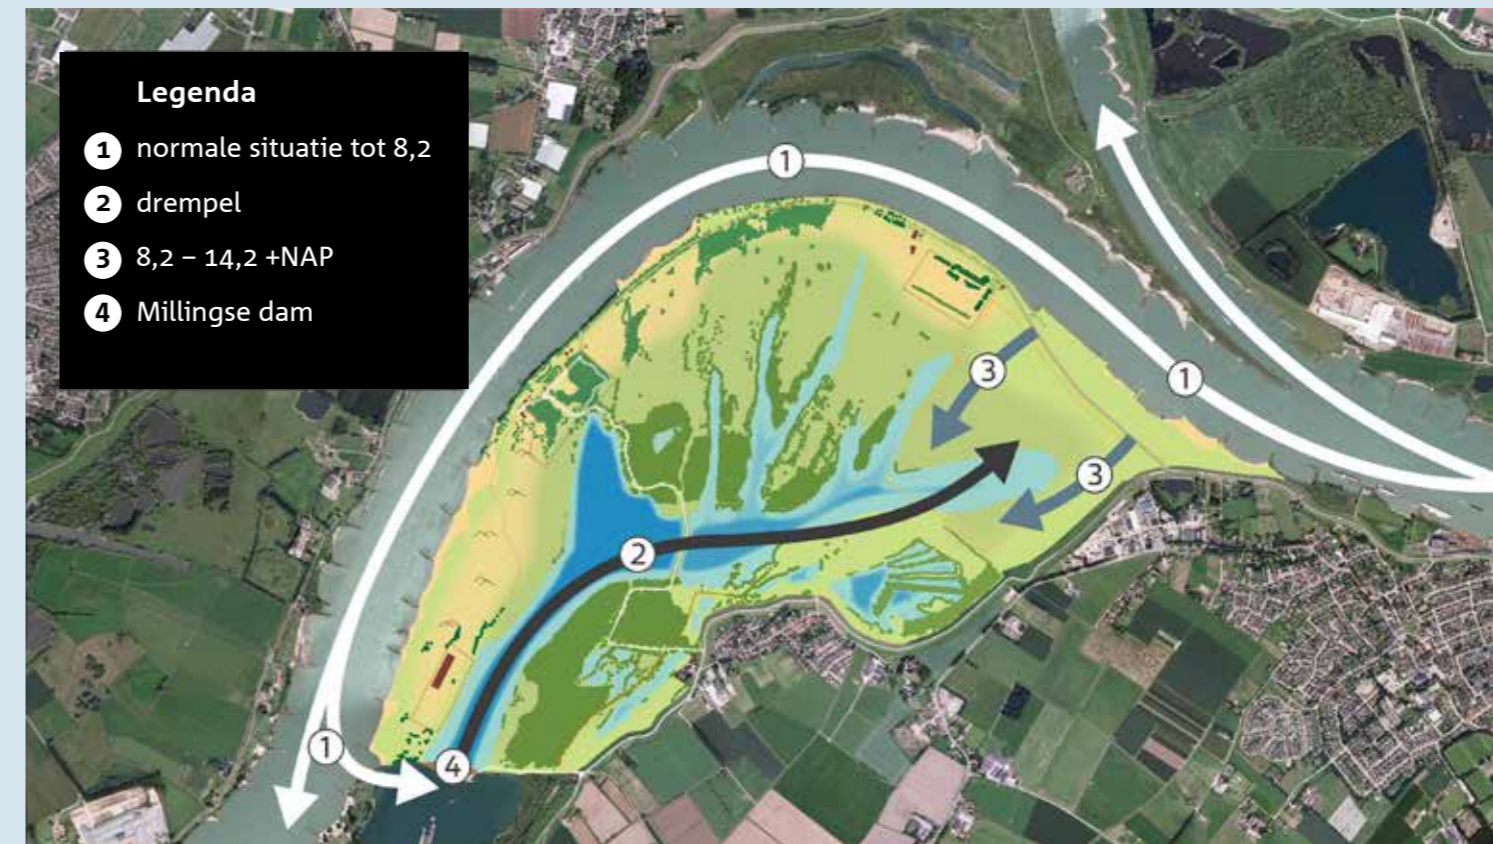 Legenda
1 normale situatie tot 8,2
2 drempel
3 8,2 – 14,2 +NAP
4 Millingse dam
1
3
1
3
2
1
4